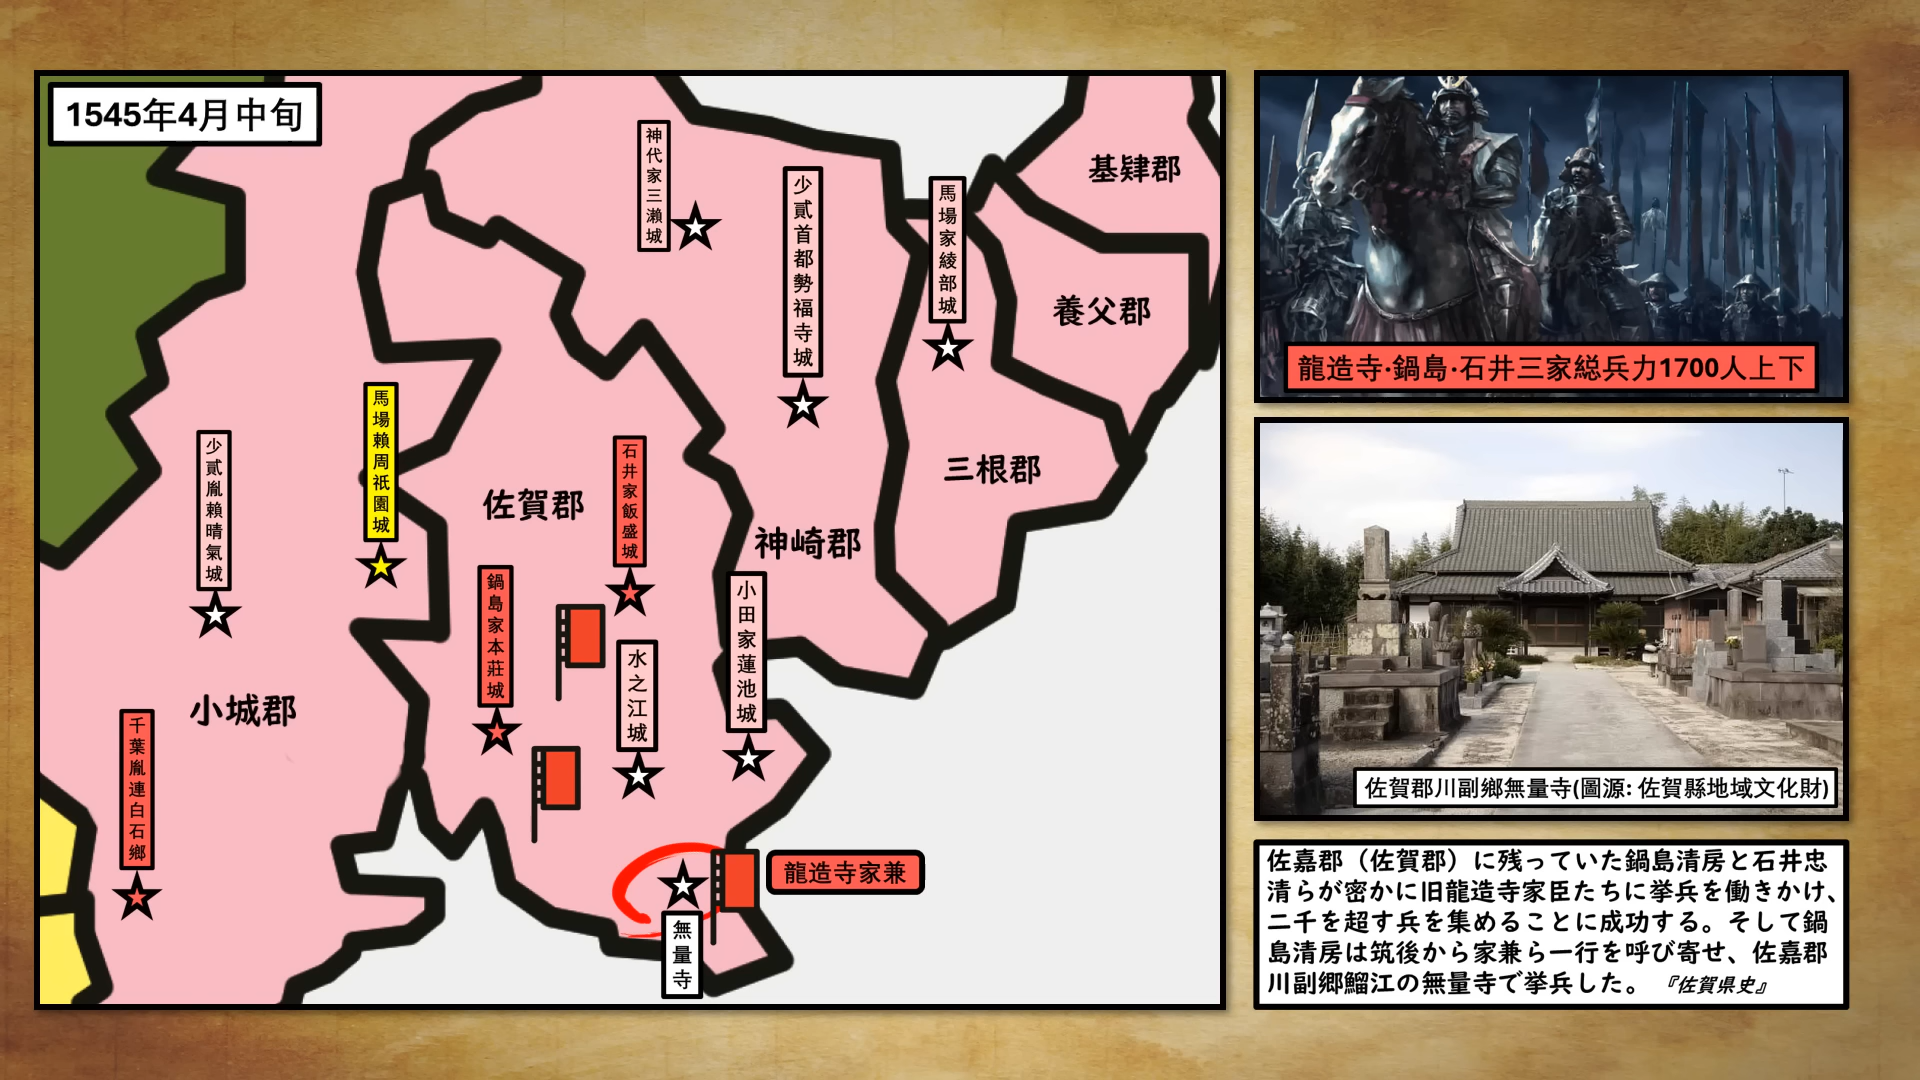 1545年4月中旬
神代家三瀨城
少貳首都勢福寺城
馬場家綾部城
基肄郡
養父郡
三根郡
馬場賴周祇園城
少貳胤賴晴氣城
佐賀郡
石井家飯盛城
神崎郡
鍋島家本莊城
水之江城
小田家蓮池城
小城郡
千葉胤連白石鄉
龍造寺家兼
無量寺
龍造寺·鍋島·石井三家総兵力1700人上下
佐賀郡川副鄉無量寺(圖源: 佐賀縣地域文化財)
佐嘉郡（佐賀郡）に残っていた鍋島清房と石井忠
清らが密かに旧龍造寺家臣たちに挙兵を働きかけ、
二千を超す兵を集めることに成功する。そして鍋
島清房は筑後から家兼ら一行を呼び寄せ、佐嘉郡
川副郷鰡江の無量寺で挙兵した。『佐賀県史』